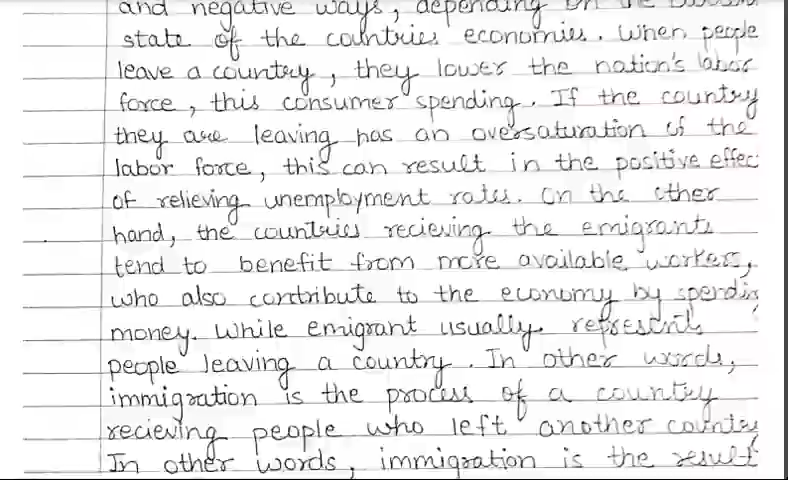 and negative ways, depending on the
state of the countries economies. When people
leave a country, they lower the nation's labor
force, this consumer spending. If the country
they are leaving has an oversaturation of the
labor force, this can result in the positive effec
of relieving unemployment rates. On the other
hand, the countries recieving the emigrants
tend to benefit from more available workers,
who also contribute to the economy by spendin
money. While emigrant usually represents
people leaving a country. In other words,
immigration is the process of a country
recieving people who left another country
In other words, immigration is the result